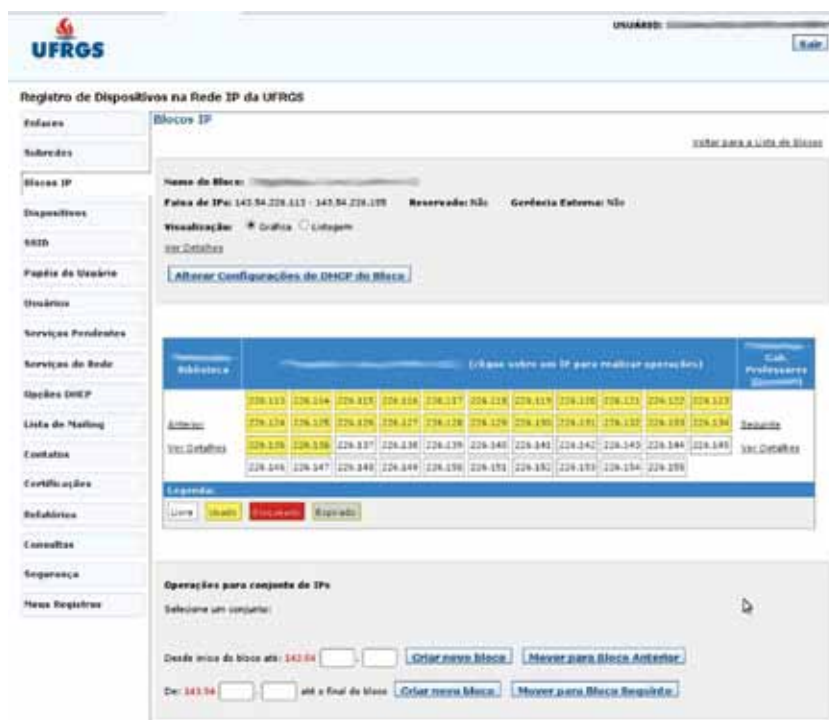 UFRGS
USUÁRIO:
Sair
Registro de Dispositivos na Rede IP da UFRGS
Enlaces
Subredes
Blocos IP
Dispositivos
SSID
Papéis de Usuário
Usuários
Serviços Pendentes
Serviços de Rede
Opções DHCP
Lista de Mailing
Contatos
Certificações
Relatórios
Consultas
Segurança
Meus Registros
Blocos IP
Voltar para a Lista de Blocos
Nome do Bloco:
Faixa de IPs: 143.54.226.113 - 143.54.226.155 Reservado: Não Gerência Externa: Não
Visualização: Gráfica Listagem
Ver Detalhes
Alterar Configurações de DHCP do Bloco
Biblioteca
(clique sobre um IP para realizar operações)
Gab. Professores
Anterior
Ver Detalhes
226.113 226.114 226.115 226.116 226.117 226.118 226.119 226.120 226.121 226.122 226.123
226.124 226.125 226.126 226.127 226.128 226.129 226.130 226.131 226.132 226.133 226.134
226.135 226.136 226.137 226.138 226.139 226.140 226.141 226.142 226.143 226.144 226.145
226.146 226.147 226.148 226.149 226.150 226.151 226.152 226.153 226.154 226.155
Seguinte
Ver Detalhes
Legenda:
Livre Usado Bloqueado Expirado
Operações para conjunto de IPs
Selecione um conjunto:
Desde início do bloco até: 143.54 . Criar novo bloco Mover para Bloco Anterior
De: 143.54 . até o final do bloco Criar novo bloco Mover para Bloco Seguinte